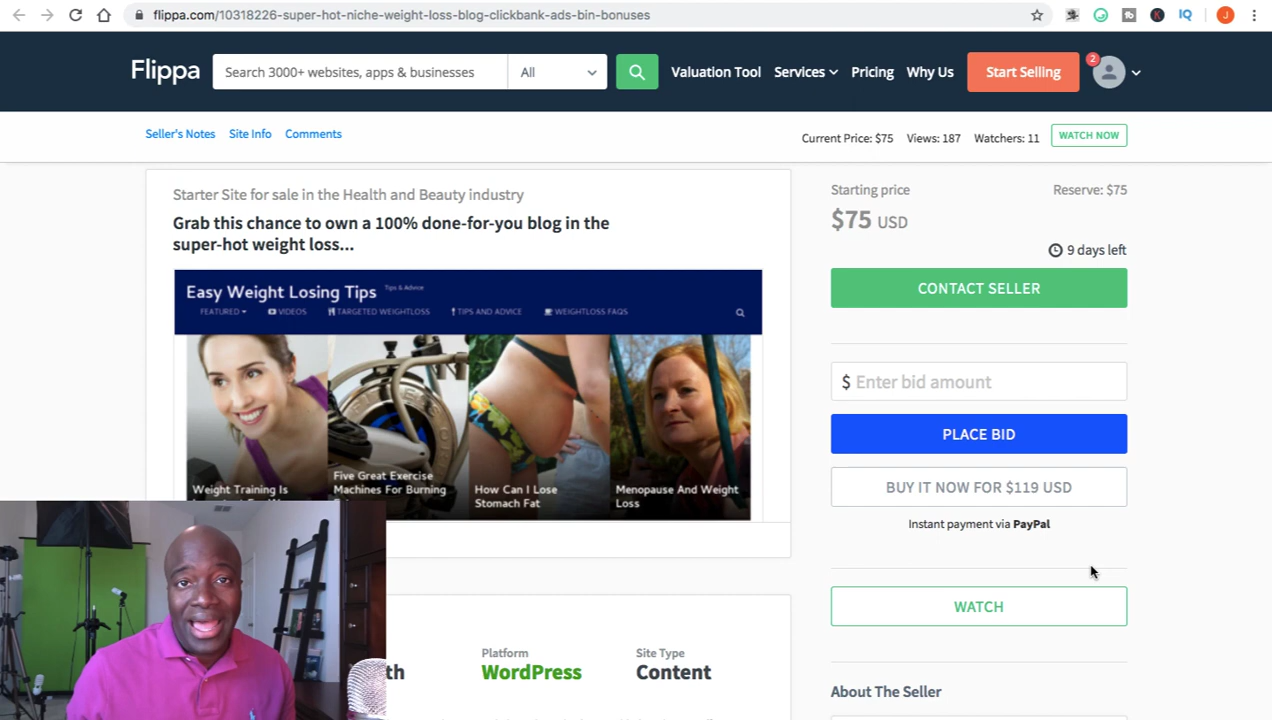 flippa.com/10318226-super-hot-niche-weight-loss-blog-clickbank-ads-bin-bonuses
IQ
J
Flippa
Search 3000+ websites, apps & businesses
All
Valuation Tool
Services
Pricing
Why Us
Start Selling
2
Seller's Notes
Site Info
Comments
Current Price: $75
Views: 187
Watchers: 11
WATCH NOW
Starter Site for sale in the Health and Beauty industry
Grab this chance to own a 100% done-for-you blog in the
super-hot weight loss...
Easy Weight Losing Tips
Tips & Advice
FEATURED
VIDEOS
TARGETED WEIGHTLOSS
TIPS AND ADVICE
WEIGHTLOSS FAQS
Weight Training Is
Five Great Exercise
Machines For Burning
How Can I Lose
Stomach Fat
Menopause And Weight
Loss
Starting price
Reserve: $75
$75 USD
9 days left
CONTACT SELLER
$ Enter bid amount
PLACE BID
BUY IT NOW FOR $119 USD
Instant payment via PayPal
WATCH
About The Seller
th
Platform
WordPress
Site Type
Content